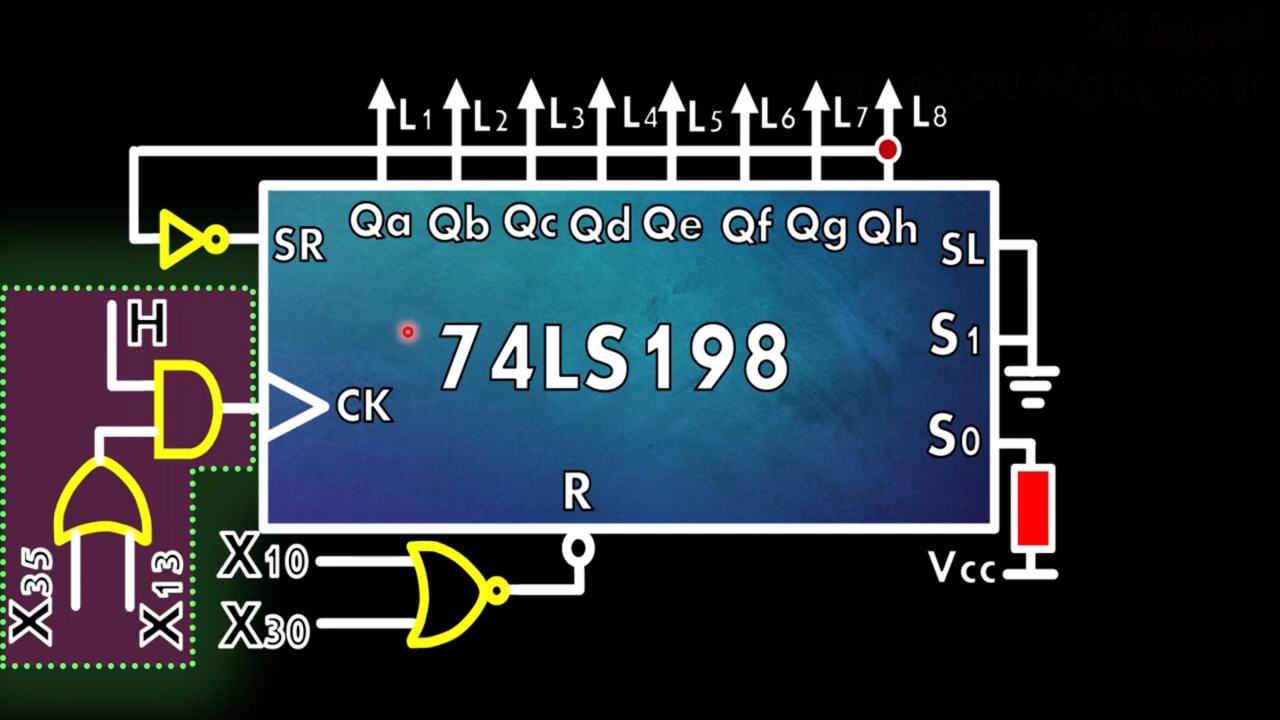 L1 L2 L3 L4 L5 L6 L7 L8
Qa Qb Qc Qd Qe Qf Qg Qh
SR
SL
H
S1
74LS198
CK
S0
R
X10
Vcc
X35
X13
X30